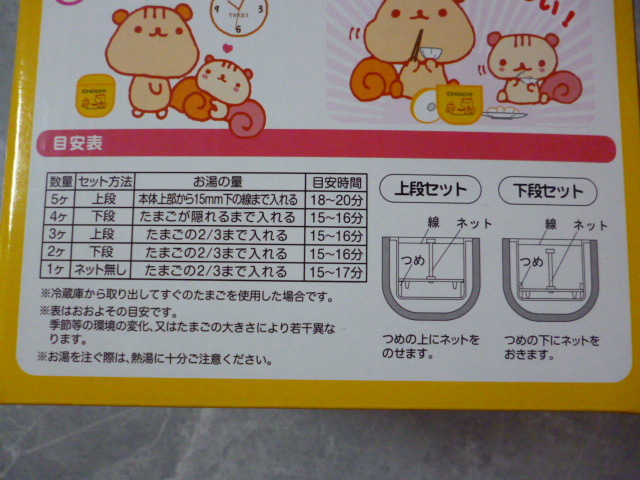 9 3
6
い!
CHOICHI
CHOICHI
目安表
数量 セット方法 お湯の量 目安時間
5ヶ 上段 本体上部から15mm下の線まで入れる 18〜20分
4ヶ 下段 たまごが隠れるまで入れる 15〜16分
3ヶ 上段 たまごの2/3まで入れる 15〜16分
2ヶ 下段 たまごの2/3まで入れる 15〜16分
1ヶ ネット無し たまごの2/3まで入れる 15〜17分
※冷蔵庫から取り出してすぐのたまごを使用した場合です。
※表はおおよその目安です。
季節等の環境の変化、又はたまごの大きさにより若干異な
ります。
※お湯を注ぐ際は、熱湯に十分ご注意ください。
上段セット
線 ネット
つめ
つめの上にネットを
のせます。
下段セット
線 ネット
つめ
つめの下にネットを
おきます。